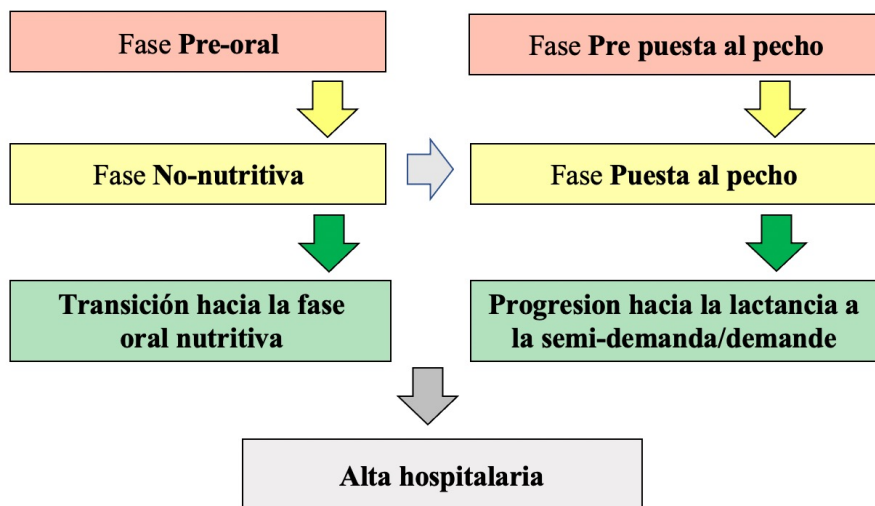 Fase Pre-oral
Fase Pre puesta al pecho
Fase No-nutritiva
Fase Puesta al pecho
Transición hacia la fase
oral nutritiva
Progresion hacia la lactancia a
la semi-demanda/demande
Alta hospitalaria